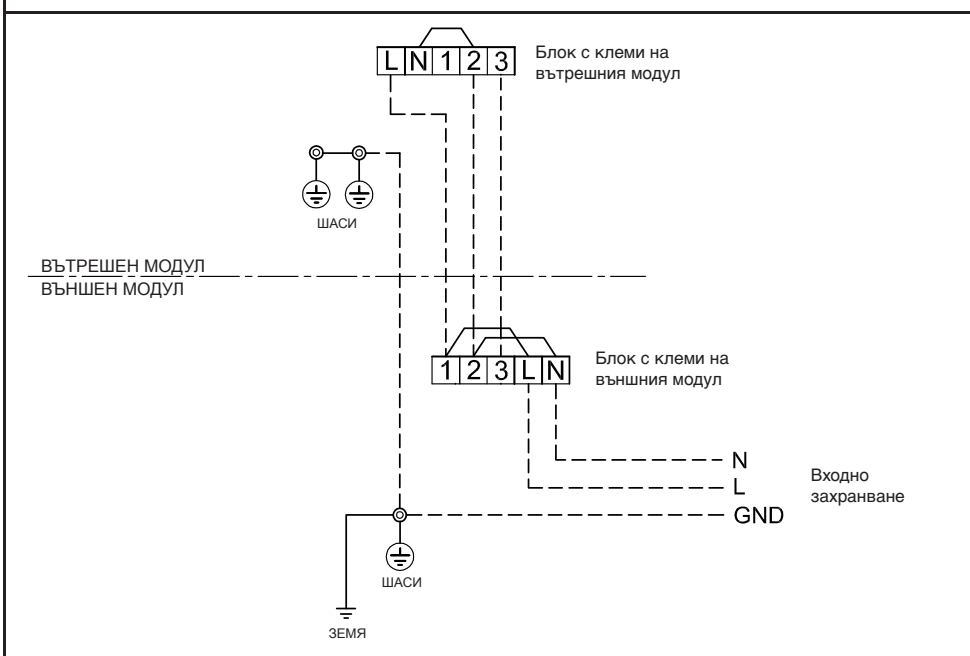 L N 1 2 3
Блок с клеми на
вътрешния модул
ШАСИ
ВЪТРЕШЕН МОДУЛ
ВЪНШЕН МОДУЛ
1 2 3 L N
Блок с клеми на
външния модул
N
L
GND
Входно
захранване
ШАСИ
ЗЕМЯ